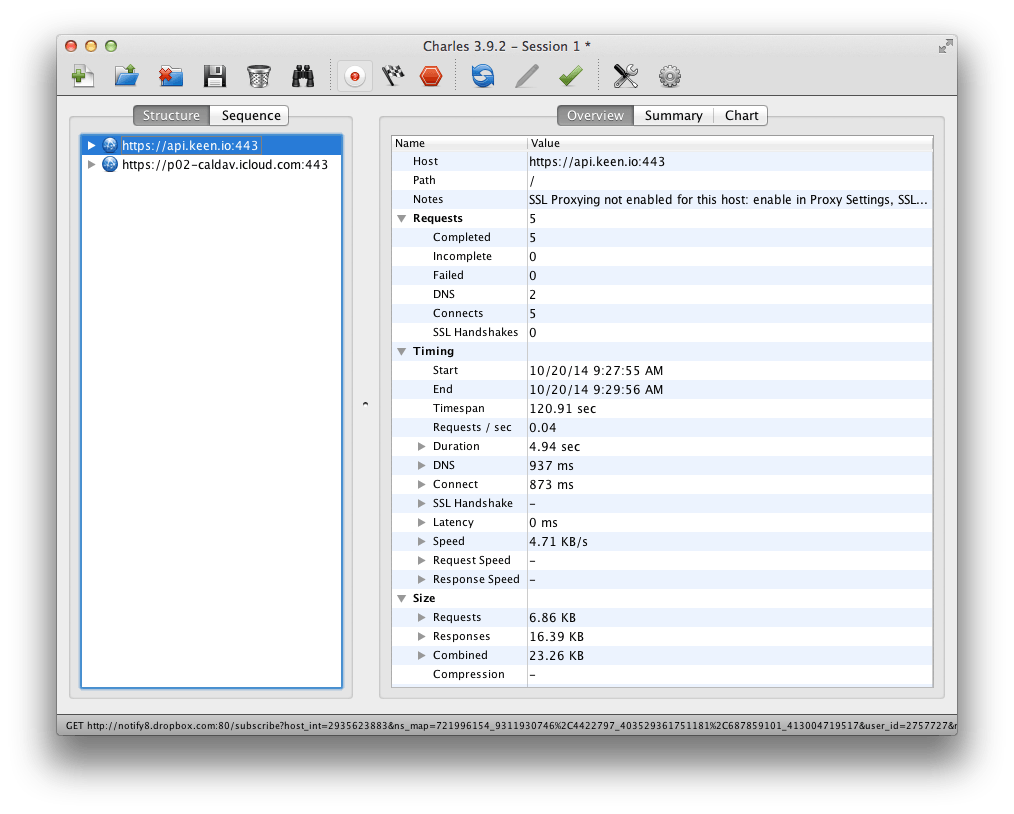 Charles 3.9.2 – Session 1 *
Structure Sequence
https://api.keen.io:443
https://p02-caldav.icloud.com:443
Overview Summary Chart
Name Value
Host https://api.keen.io:443
Path /
Notes SSL Proxying not enabled for this host: enable in Proxy Settings, SSL...
Requests 5
Completed 5
Incomplete 0
Failed 0
DNS 2
Connects 5
SSL Handshakes 0
Timing
Start 10/20/14 9:27:55 AM
End 10/20/14 9:29:56 AM
Timespan 120.91 sec
Requests / sec 0.04
Duration 4.94 sec
DNS 937 ms
Connect 873 ms
SSL Handshake –
Latency 0 ms
Speed 4.71 KB/s
Request Speed –
Response Speed –
Size
Requests 6.86 KB
Responses 16.39 KB
Combined 23.26 KB
Compression –
GET http://notify8.dropbox.com:80/subscribe?host_int=2935623883&ns_map=721996154_9311930746%2C4422797_403529361751181%2C687859101_413004719517&user_id=2757727&